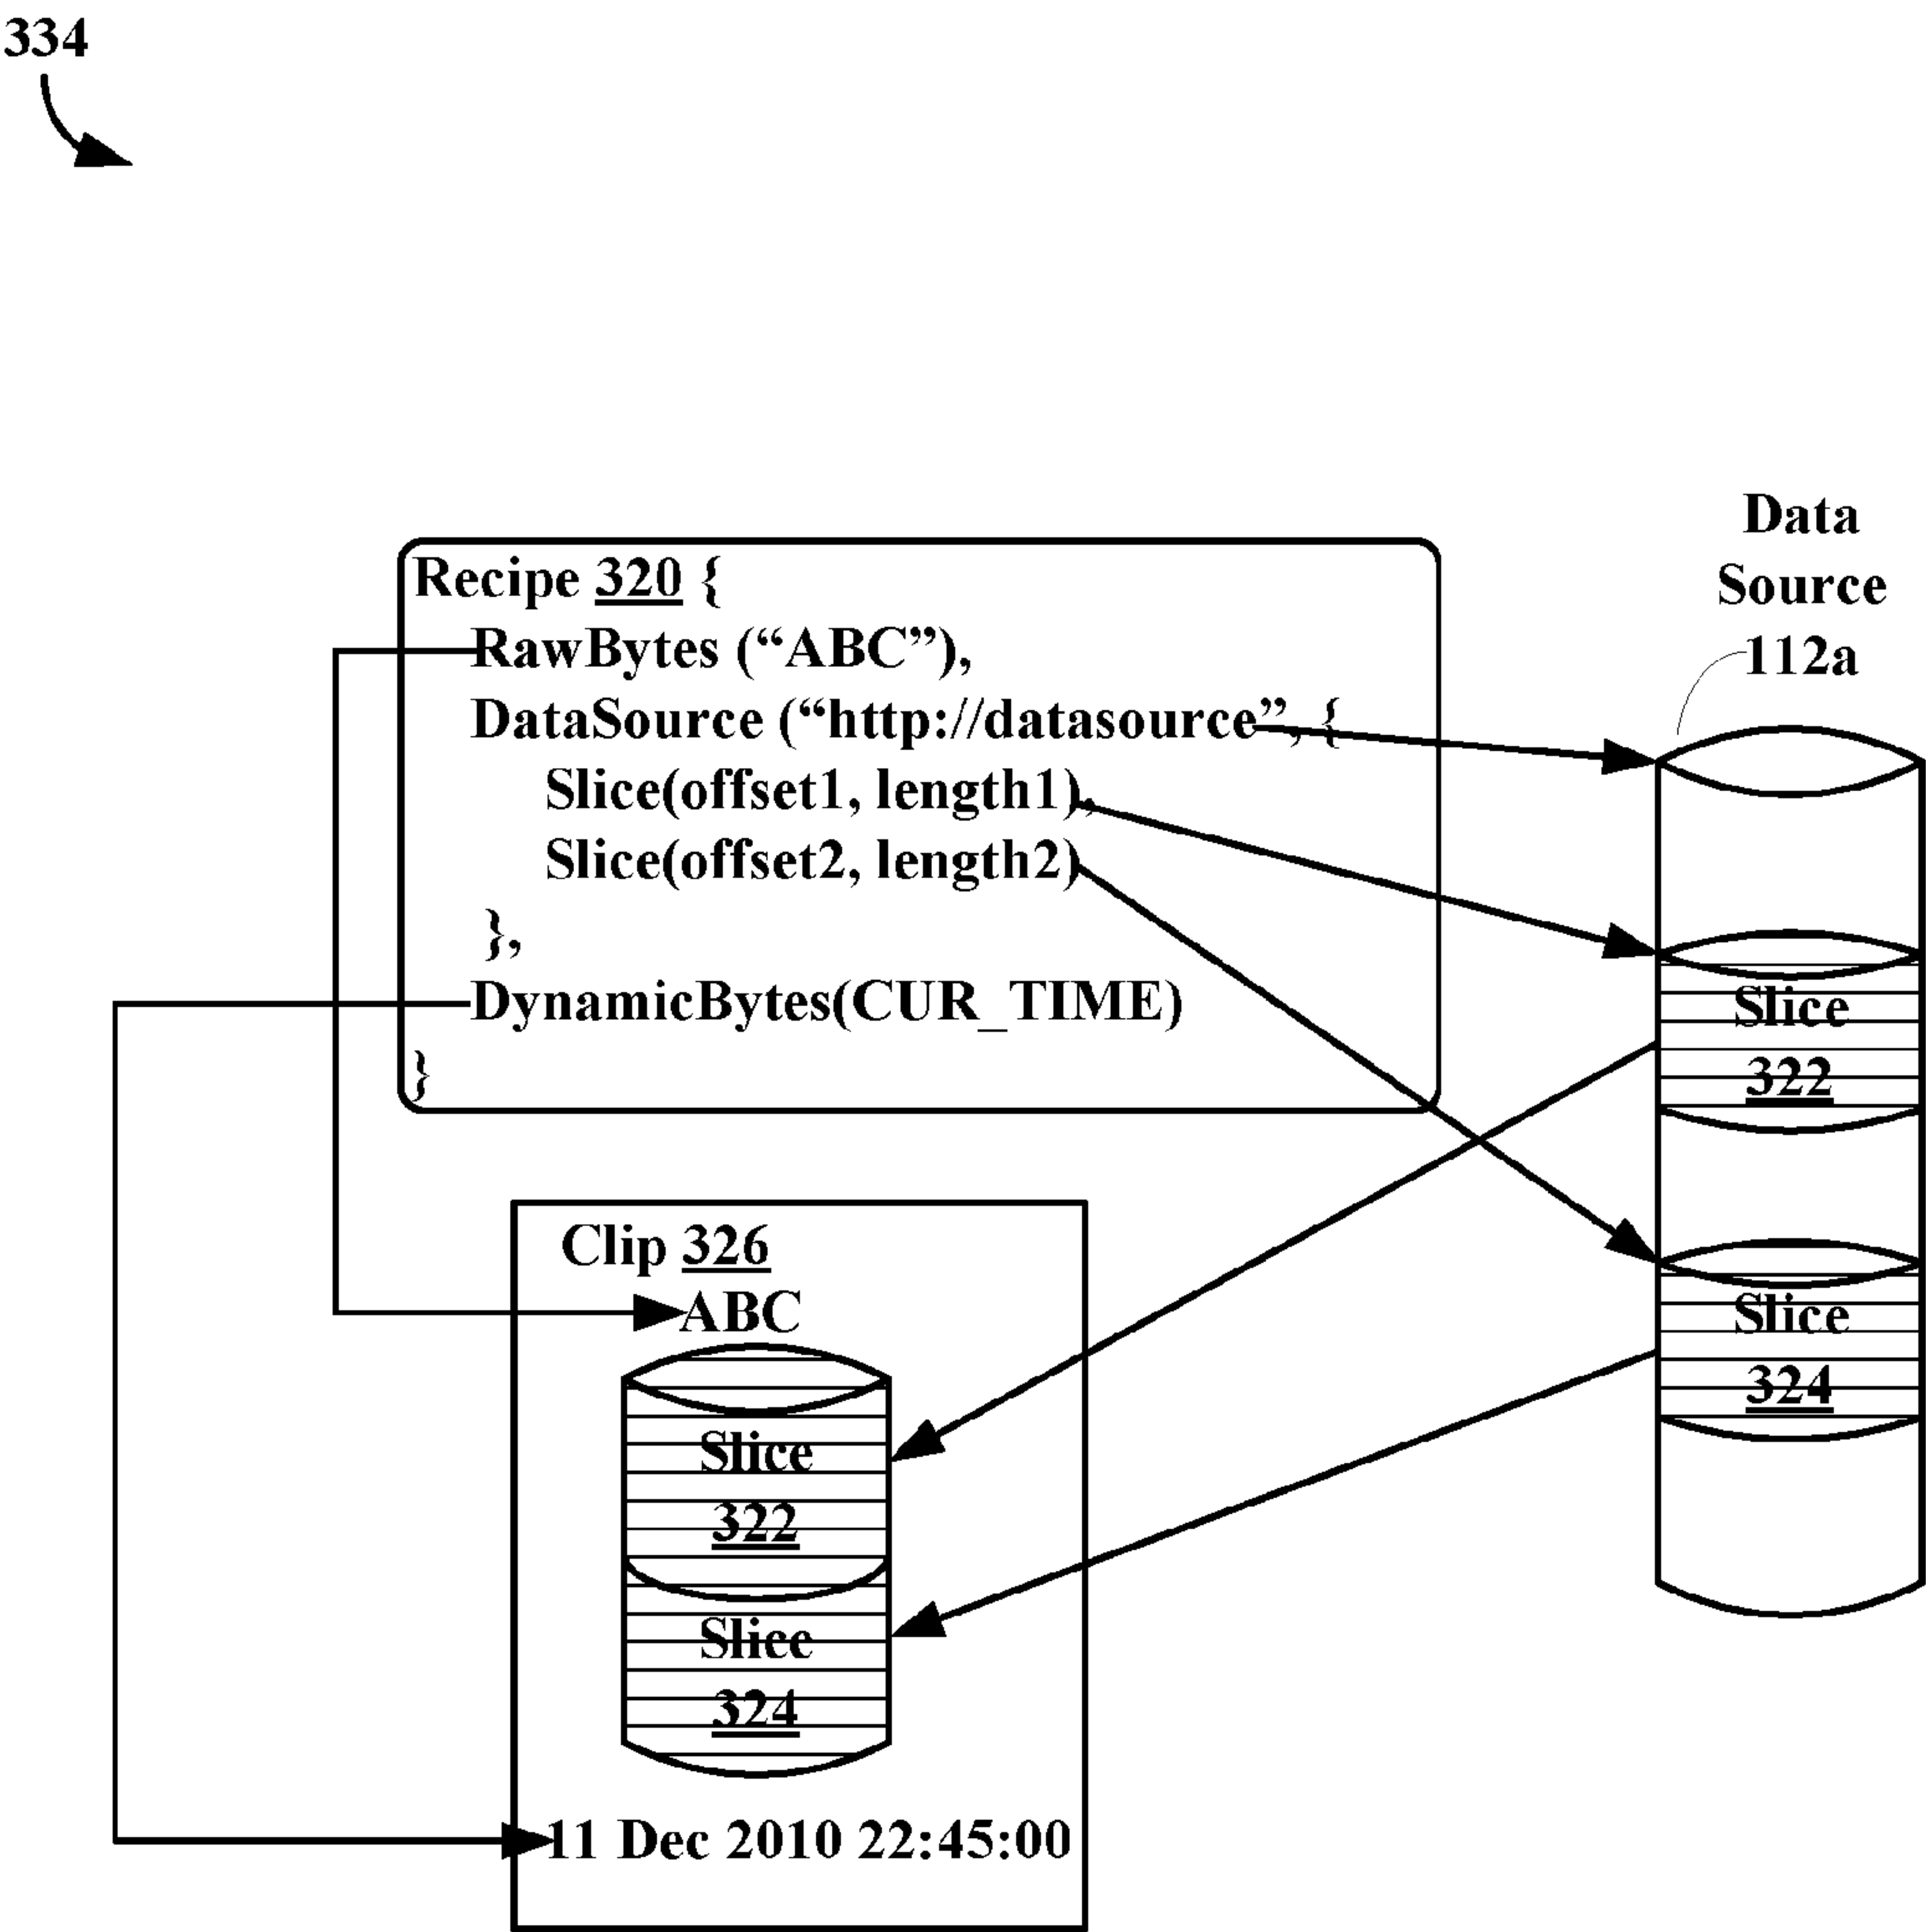 334
Recipe 320 {
RawBytes (“ABC”),
DataSource (“http://datasource”, {
Slice(offset1, length1),
Slice(offset2, length2)
},
DynamicBytes(CUR_TIME)
}
Data
Source
112a
Slice
322
Slice
324
Clip 326
ABC
Slice
322
Slice
324
11 Dec 2010 22:45:00